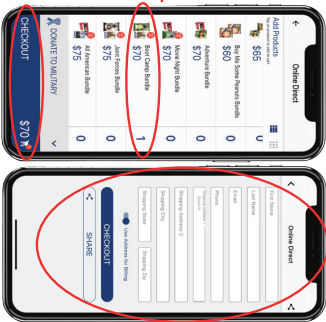 Online Direct
Add Products
$65
0
Buy Me Some Peanuts Bundle
$60
0
Adventure Bundle
$70
0
Movie Night Bundle
$70
0
Boot Camp Bundle
$70
1
Join Forces Bundle
$75
0
All American Bundle
$75
0
DONATE TO MILITARY
CHECKOUT
$70
Online Direct
First Name
Last Name
Email
Phone
Shipping Address 1
Search
Shipping Address 2
Shipping City
Shipping State
Shipping Zip
Use Address for Billing
CHECKOUT
SHARE